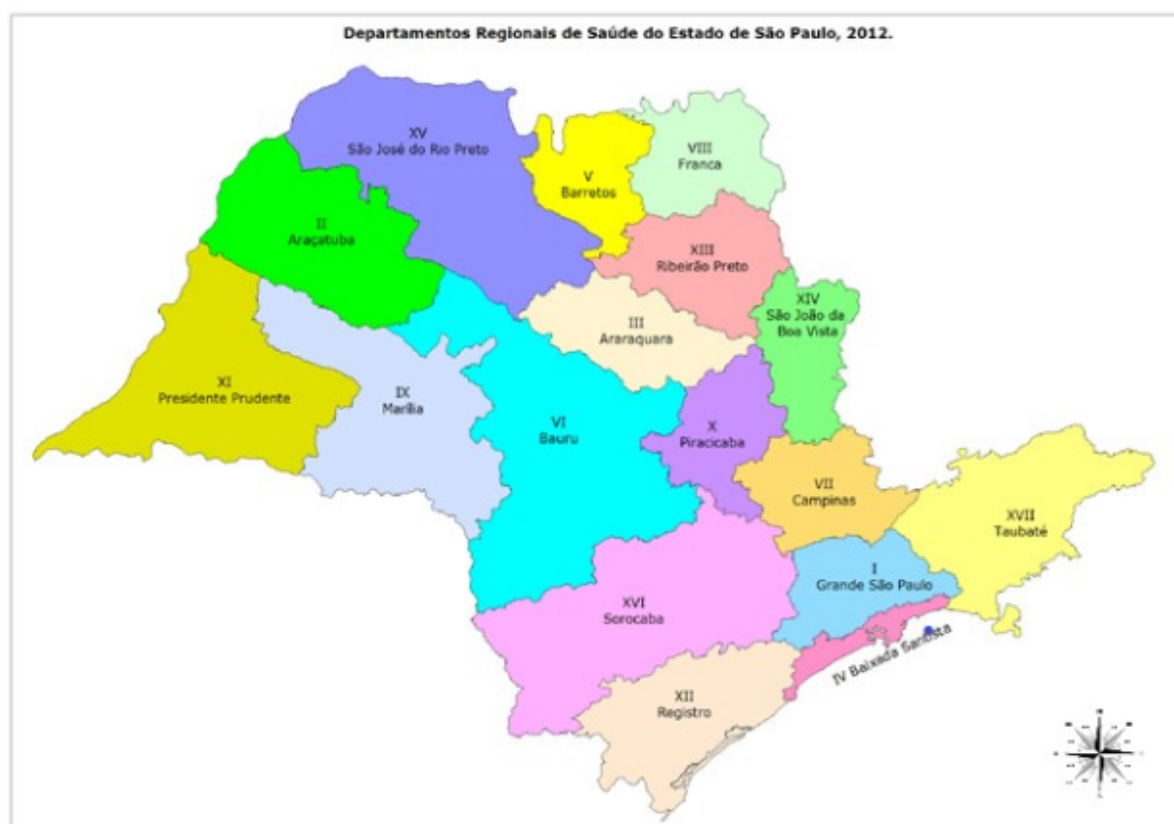 Departamentos Regionais de Saúde do Estado de São Paulo, 2012.
XV
São José do Rio Preto
VIII
Franca
V
Barretos
II
Araçatuba
XIII
Ribeirão Preto
XIV
São João da
Boa Vista
III
Araraquara
XI
Presidente Prudente
IX
Marília
VI
Bauru
X
Piracicaba
VII
Campinas
XVII
Taubaté
I
Grande São Paulo
XVI
Sorocaba
IV Baixada Santista
XII
Registro